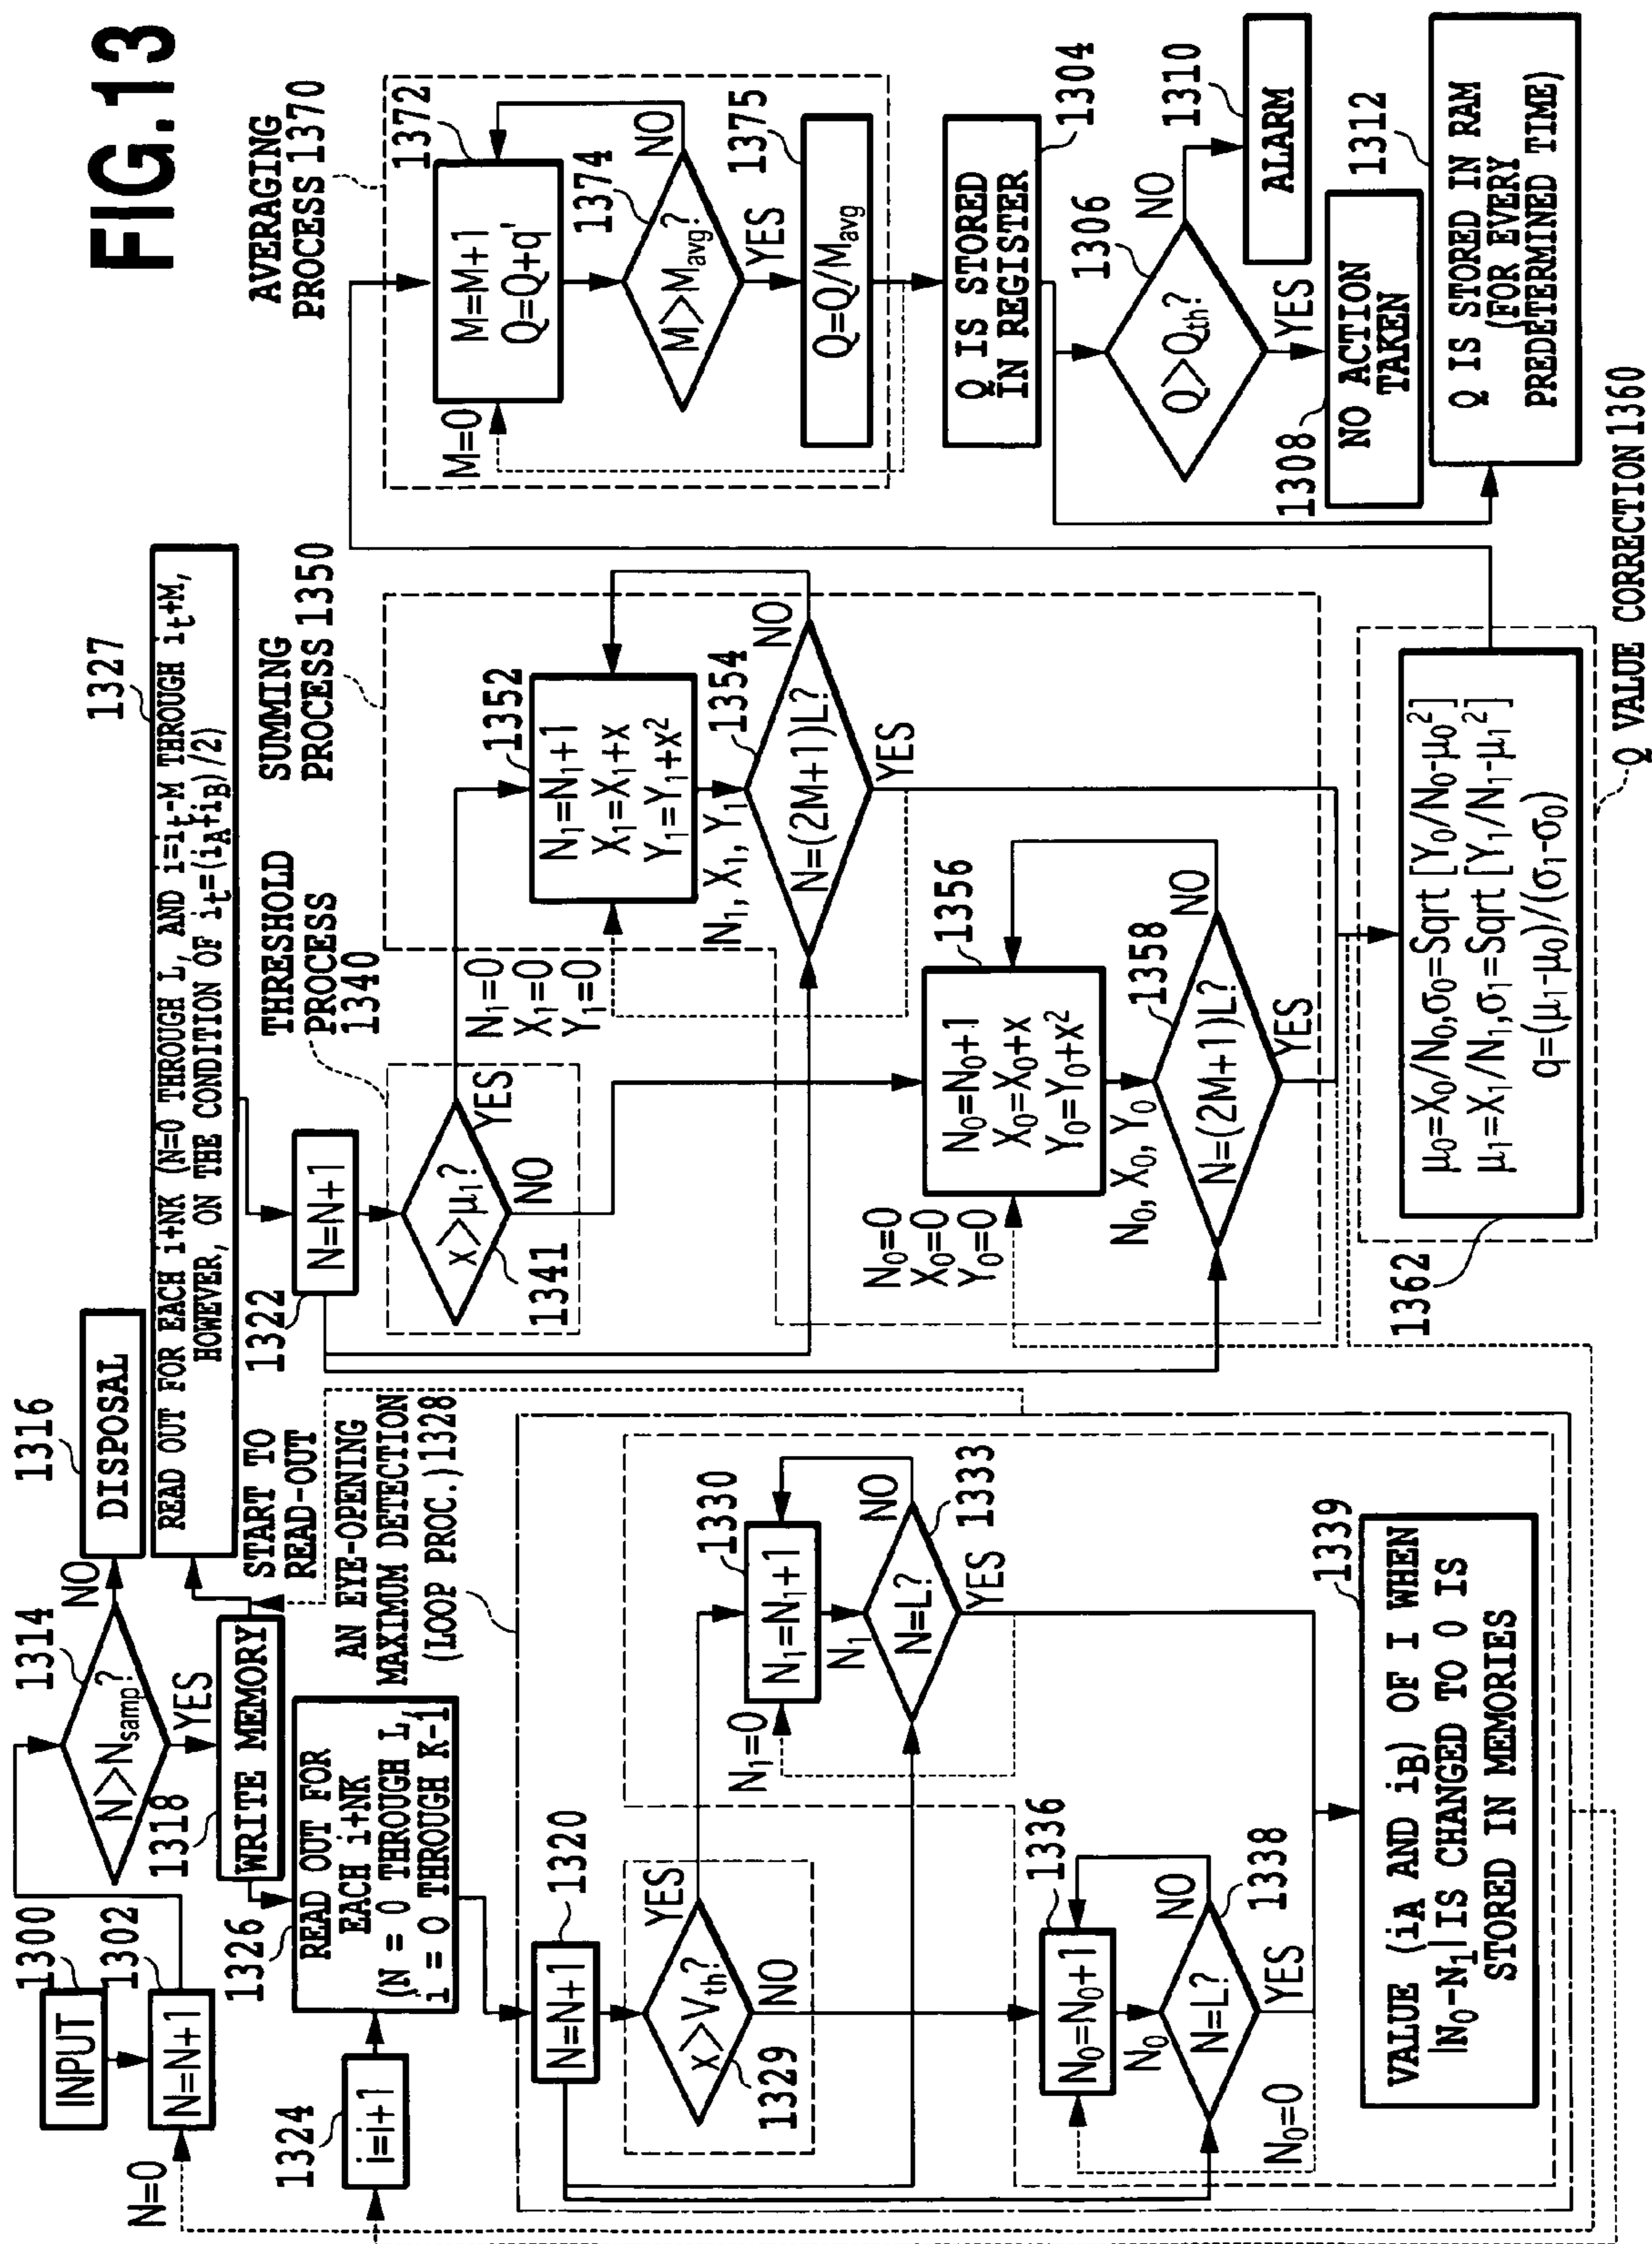 FIG.13
1300
INPUT
1302
N=N+1
N=0
1314
N>Nsamp?
NO
YES
1316
DISPOSAL
1318
WRITE MEMORY
1327
READ OUT FOR EACH i+NK (N=0 THROUGH L, AND i=it-M THROUGH it+M,
HOWEVER, ON THE CONDITION OF it=(iA+iB)/2)
START TO
READ-OUT
1324
i=i+1
1326
READ OUT FOR
EACH i+NK
(N = 0 THROUGH L,
i = 0 THROUGH K-1
AN EYE-OPENING
MAXIMUM DETECTION
(LOOP PROC.)1328
1320
N=N+1
x>Vth?
1329
YES
NO
1330
N1=N1+1
N1=0
N1
1333
N=L?
NO
YES
1336
N0=N0+1
N0
N0=0
1338
N=L?
NO
YES
1339
VALUE (iA AND iB) OF I WHEN
|N0-N1|IS CHANGED TO 0 IS
STORED IN MEMORIES
1322
N=N+1
THRESHOLD
PROCESS
1340
x>μ1?
1341
YES
NO
SUMMING
PROCESS 1350
1352
N1=N1+1
X1=X1+x
Y1=Y1+x²
N1=0
X1=0
Y1=0
N1, X1, Y1
1354
N=(2M+1)L?
NO
YES
1356
N0=N0+1
X0=X0+x
Y0=Y0+x²
N0=0
X0=0
Y0=0
N0, X0, Y0
1358
N=(2M+1)L?
NO
YES
1362
μ0=X0/N0,σ0=Sqrt [Y0/N0-μ0²]
μ1=X1/N1,σ1=Sqrt [Y1/N1-μ1²]
q=(μ1-μ0)/(σ1-σ0)
Q VALUE CORRECTION 1360
AVERAGING
PROCESS 1370
1372
M=M+1
Q=Q+q'
M=0
1374
M>Mavg?
NO
YES
1375
Q=Q/Mavg
Q IS STORED
IN REGISTER
1304
1306
Q>Qth?
NO
YES
1310
ALARM
1308
NO ACTION
TAKEN
1312
Q IS STORED IN RAM
(FOR EVERY
PREDETERMINED TIME)